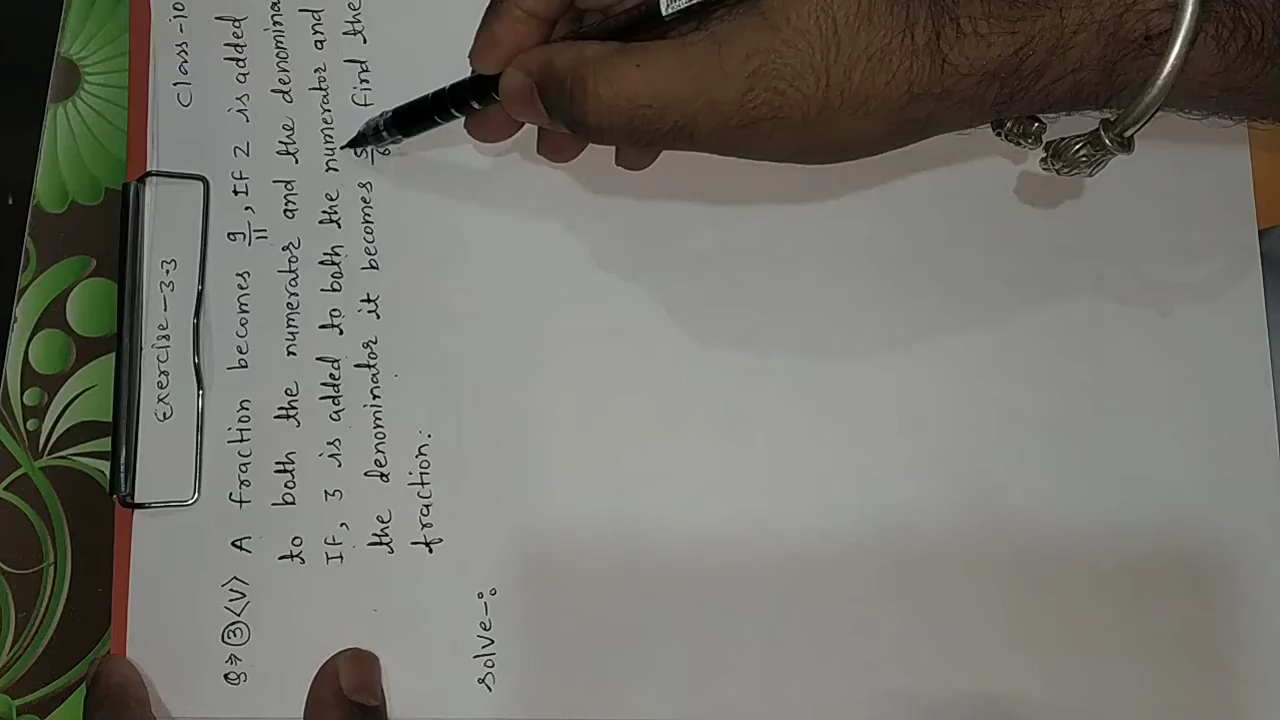 Exercise-3.3
Class-10
Q⇒ ③<V> A fraction becomes 9/11, If 2 is added
to both the numerator and the denomina
If, 3 is added to both the numerator and
the denominator it becomes 5/6 find the
fraction.
Solve-: